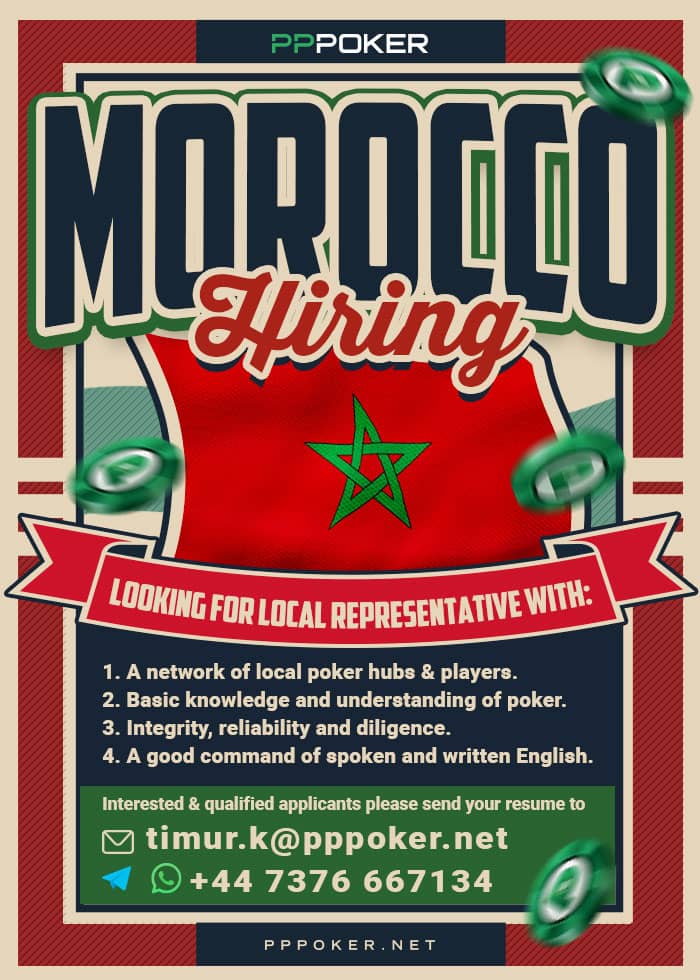 PPPOKER
MOROCCO
Hiring
LOOKING FOR LOCAL REPRESENTATIVE WITH:
1. A network of local poker hubs & players.
2. Basic knowledge and understanding of poker.
3. Integrity, reliability and diligence.
4. A good command of spoken and written English.
Interested & qualified applicants please send your resume to
timur.k@pppoker.net
+44 7376 667134
PPPOKER.NET